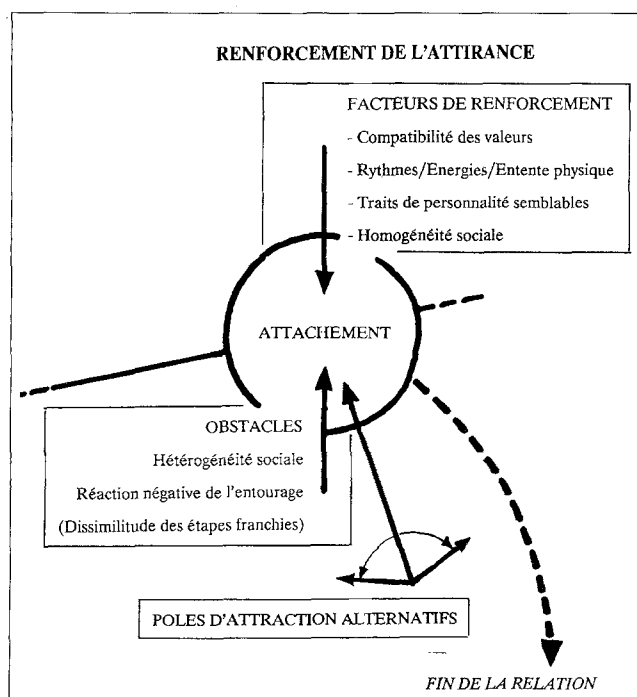 RENFORCEMENT DE L'ATTIRANCE
FACTEURS DE RENFORCEMENT
- Compatibilité des valeurs
- Rythmes/Energies/Entente physique
- Traits de personnalité semblables
- Homogénéité sociale
ATTACHEMENT
OBSTACLES
Hétérogénéité sociale
Réaction négative de l'entourage
(Dissimilitude des étapes franchies)
POLES D'ATTRACTION ALTERNATIFS
FIN DE LA RELATION